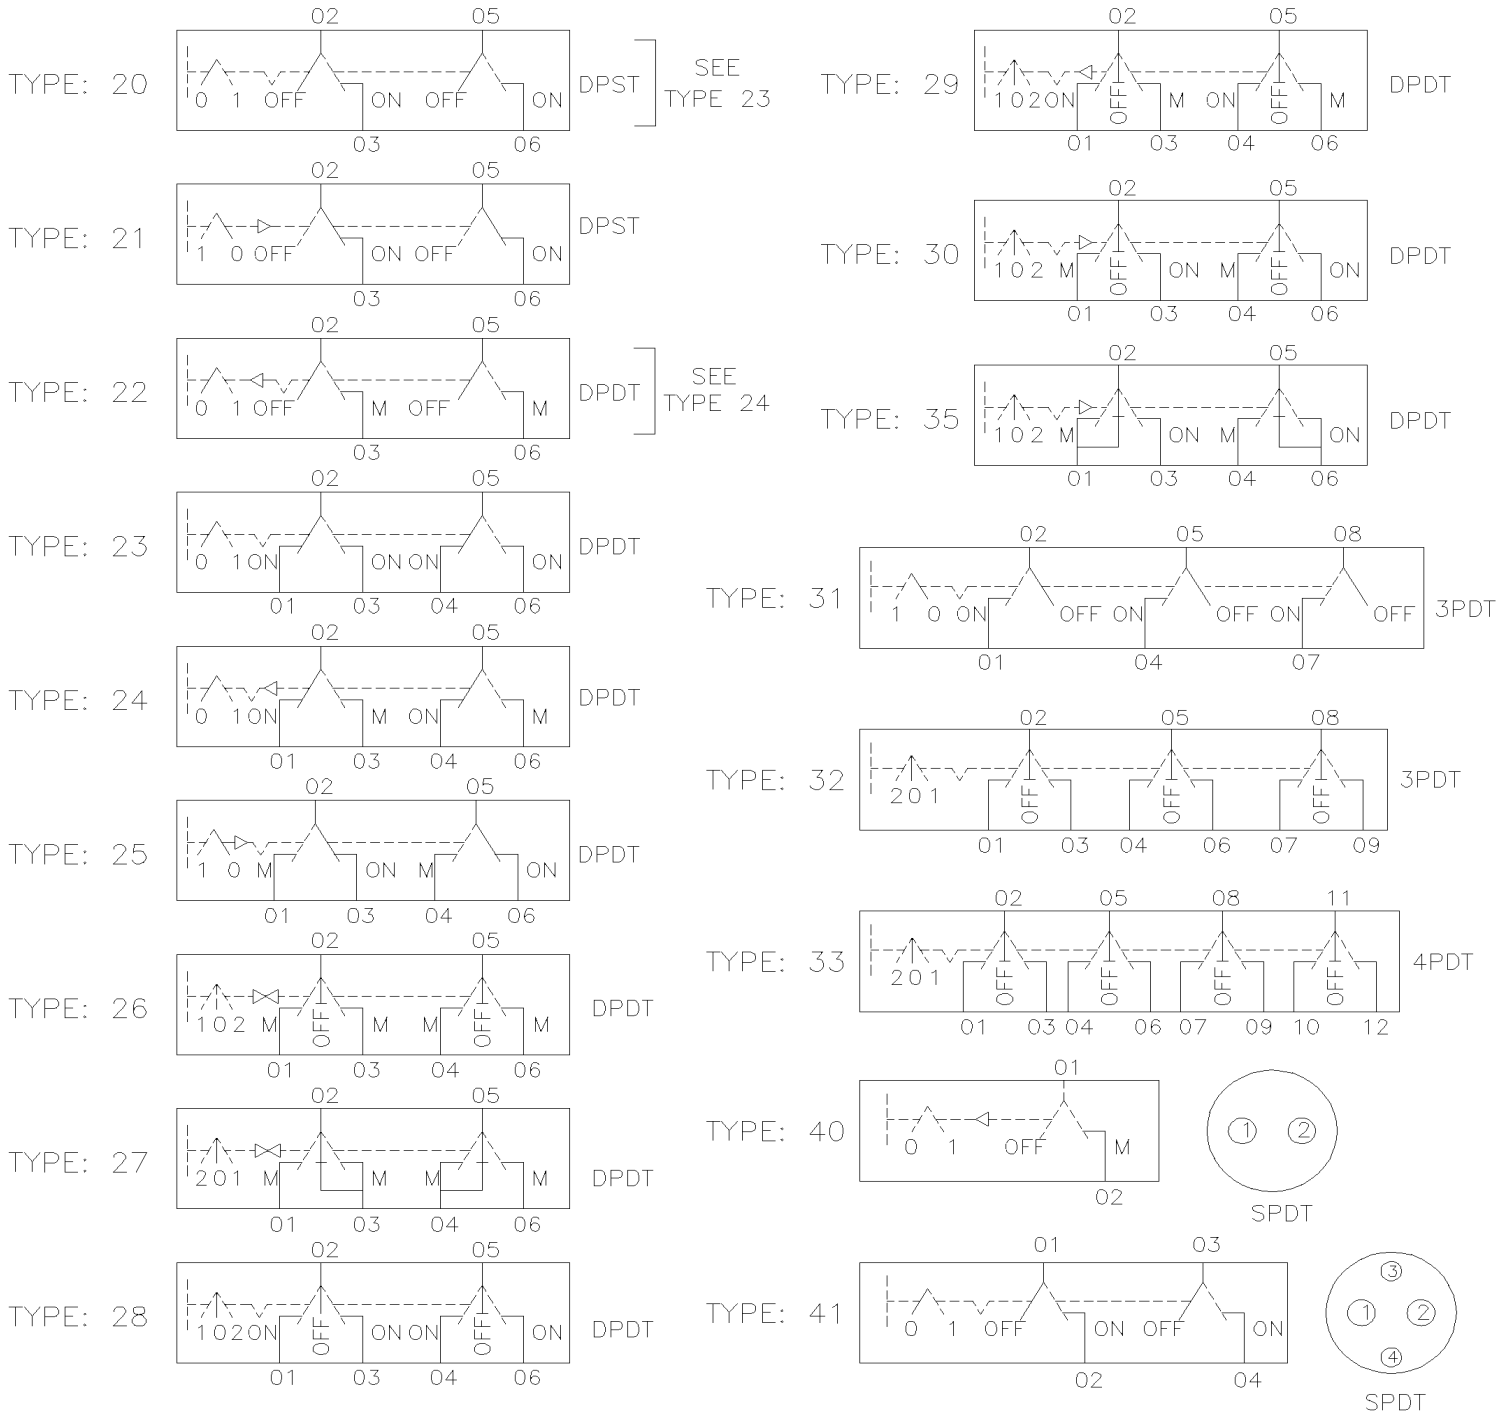 02 05
TYPE: 20 0 1 OFF ON OFF ON DPST SEE TYPE 23
03 06
02 05
TYPE: 21 1 0 OFF ON OFF ON DPST
03 06
02 05
TYPE: 22 0 1 OFF M OFF M DPDT SEE TYPE 24
03 06
TYPE: 23 0 1 ON ON ON ON DPDT
01 03 04 06
02 05
TYPE: 24 0 1 ON M ON M DPDT
01 03 04 06
02 05
TYPE: 25 1 0 M ON M ON DPDT
01 03 04 06
02 05
TYPE: 26 1 0 2 M OFF M M OFF M DPDT
01 03 04 06
02 05
TYPE: 27 2 0 1 M M M M DPDT
01 03 04 06
02 05
TYPE: 28 1 0 2 ON OFF ON ON OFF ON DPDT
01 03 04 06
02 05
TYPE: 29 1 0 2 ON OFF M ON OFF M DPDT
01 03 04 06
02 05
TYPE: 30 1 0 2 M OFF ON M OFF ON DPDT
01 03 04 06
02 05
TYPE: 35 1 0 2 M ON M ON DPDT
01 03 04 06
02 05 08
TYPE: 31 1 0 ON OFF ON OFF ON OFF 3PDT
01 04 07
02 05 08
TYPE: 32 2 0 1 OFF OFF OFF 3PDT
01 03 04 06 07 09
02 05 08 11
TYPE: 33 2 0 1 OFF OFF OFF OFF 4PDT
01 03 04 06 07 09 10 12
01
TYPE: 40 0 1 OFF M 1 2
02
SPDT
01 03
TYPE: 41 0 1 OFF ON OFF ON 3 1 2 4
02 04
SPDT